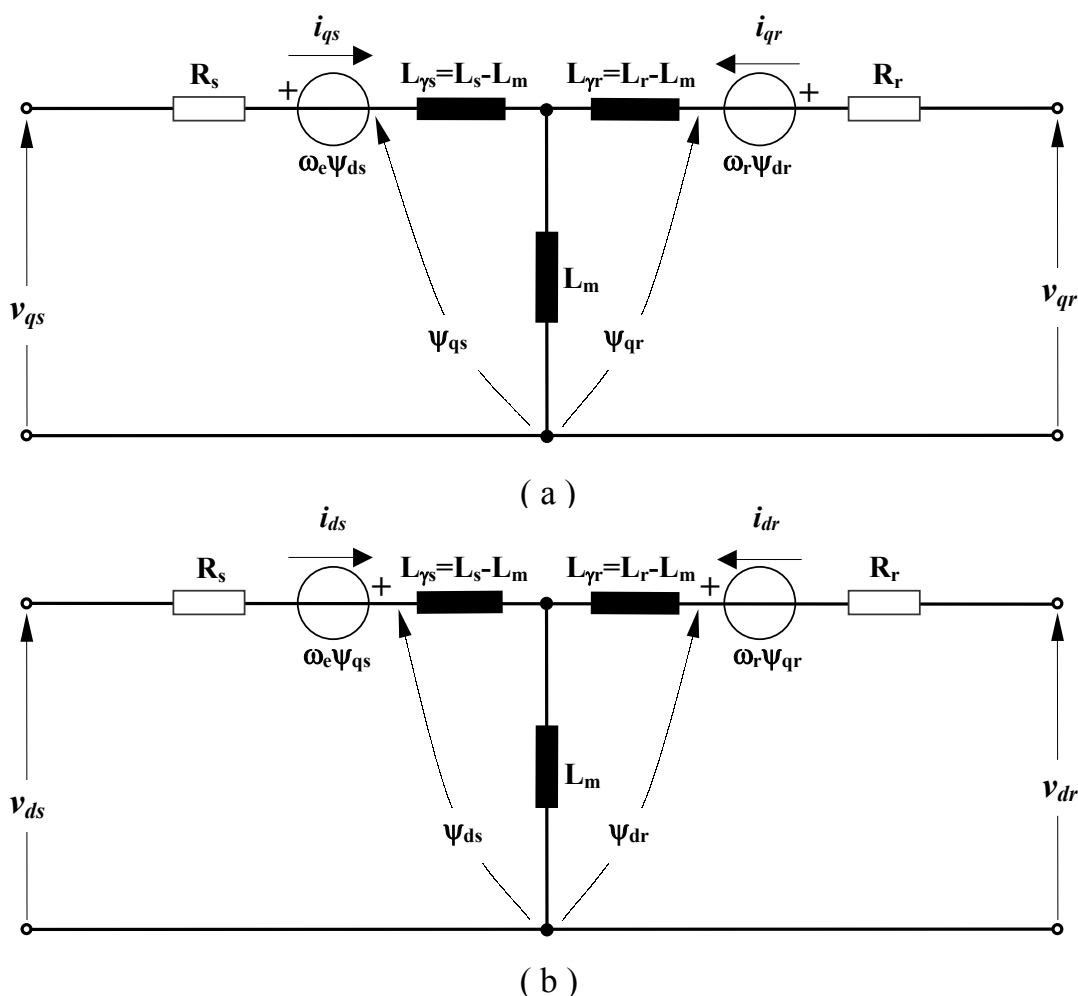 i_qs
i_qr
R_s
L_γs=L_s-L_m
L_γr=L_r-L_m
R_r
+
+
ω_eψ_ds
ω_rψ_dr
L_m
v_qs
v_qr
ψ_qs
ψ_qr
( a )
i_ds
i_dr
R_s
L_γs=L_s-L_m
L_γr=L_r-L_m
R_r
+
+
ω_eψ_qs
ω_rψ_qr
L_m
v_ds
v_dr
ψ_ds
ψ_dr
( b )